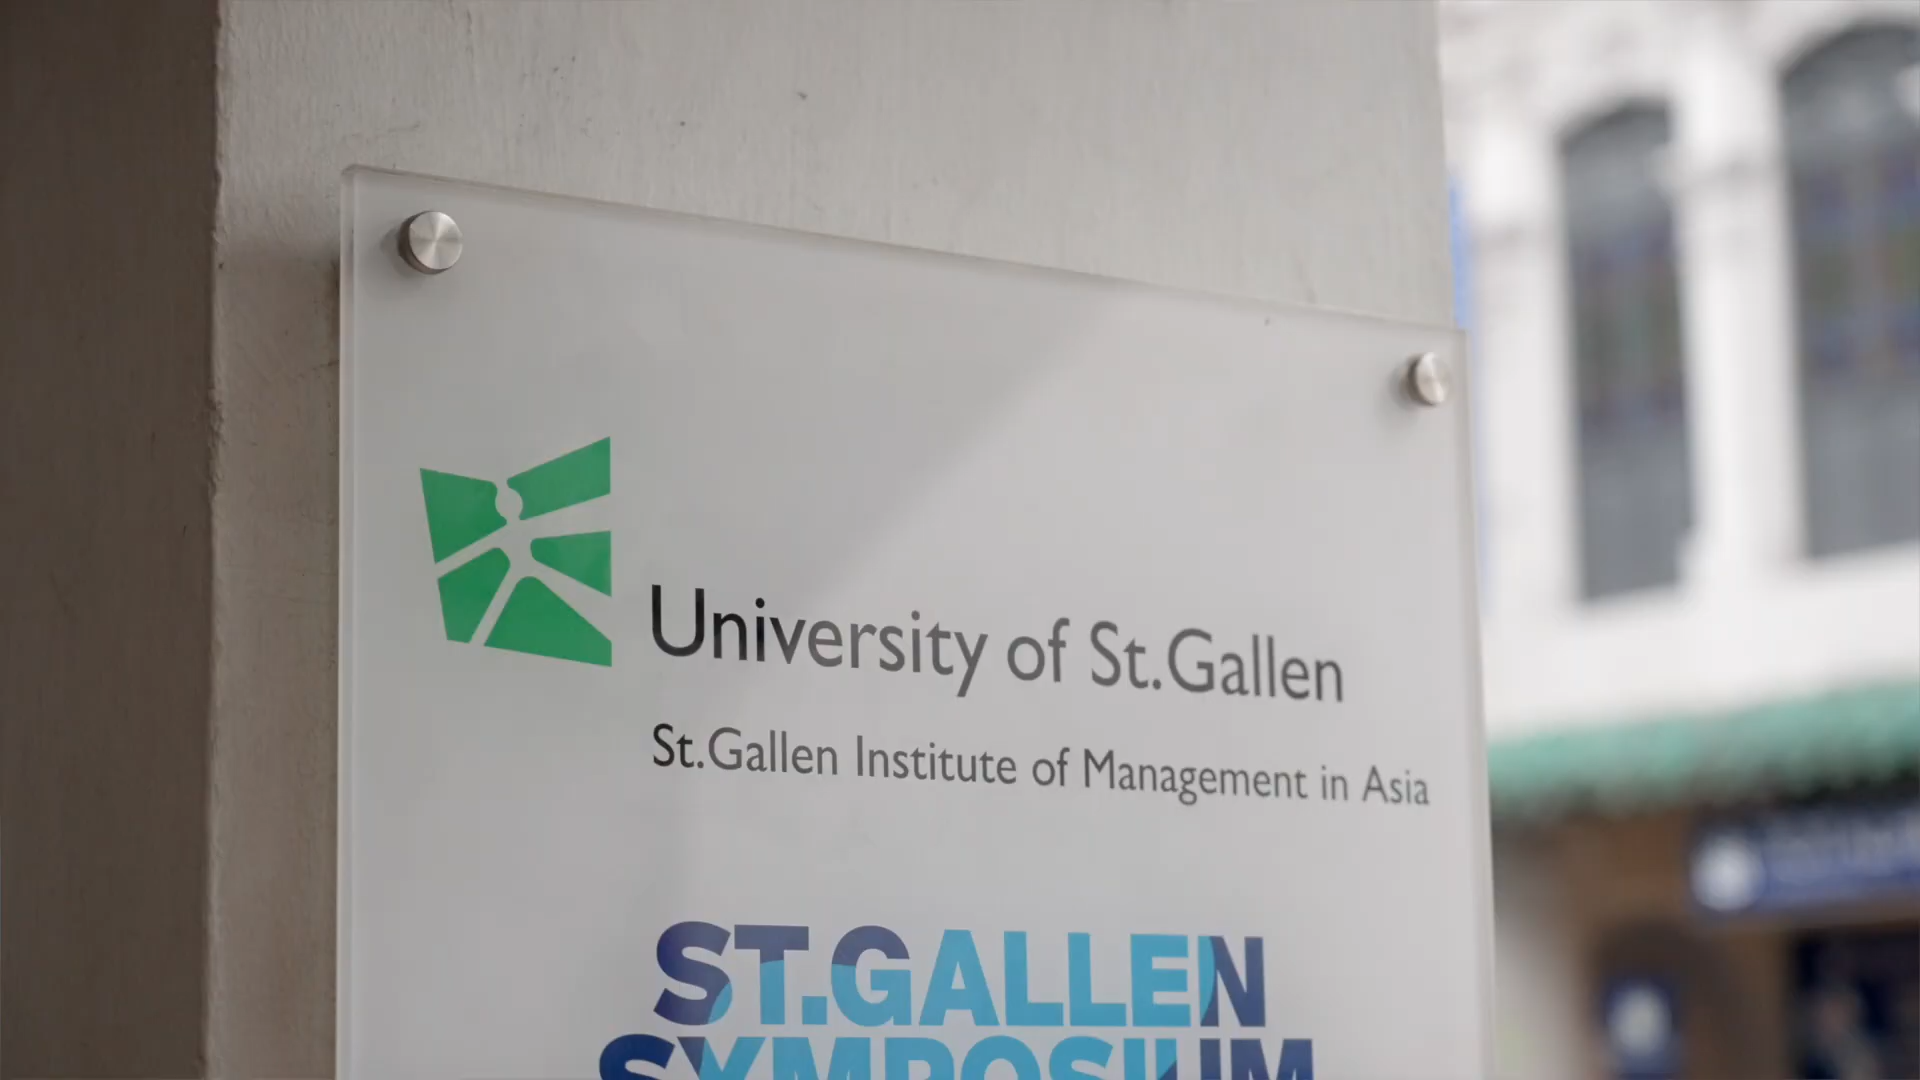 University of St.Gallen
St.Gallen Institute of Management in Asia
ST.GALLEN
SYMPOSIUM